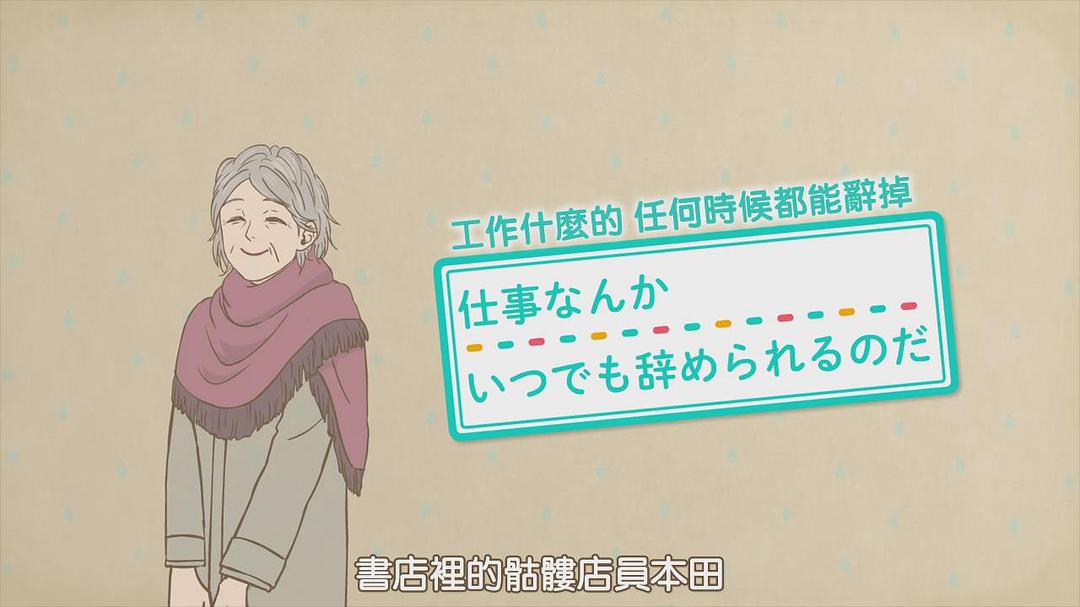 工作什麼的 任何時候都能辭掉
仕事なんか
いつでも辞められるのだ
書店裡的骷髏店員本田